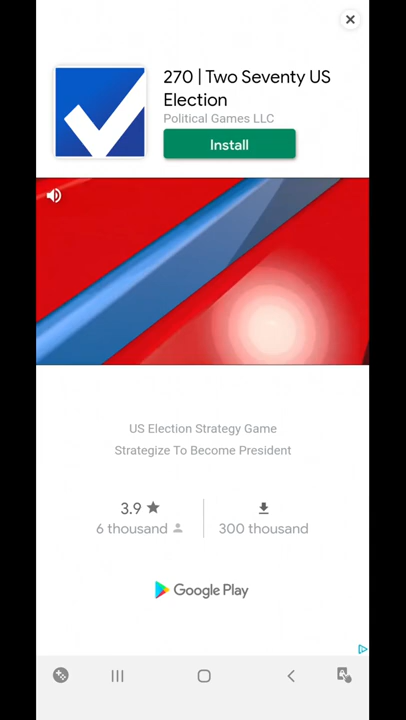 270 | Two Seventy US
Election
Political Games LLC
Install
US Election Strategy Game
Strategize To Become President
3.9
6 thousand
300 thousand
Google Play